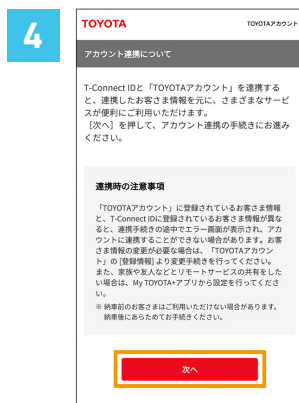 4
TOYOTA
TOYOTAアカウント
アカウント連携について
T-Connect IDと「TOYOTAアカウント」を連携する
と、連携したお客さま情報を元に、さまざまなサービ
スが便利にご利用いただけます。
［次へ］を押して、アカウント連携の手続きにお進み
ください。
連携時の注意事項
「TOYOTAアカウント」に登録されているお客さま情報
と、T-Connect IDに登録されているお客さま情報が異な
ると、連携手続きの途中でエラー画面が表示され、アカ
ウントに連携することができない場合があります。お客
さま情報の変更が必要な場合は、「TOYOTAアカウン
ト」の [登録情報] より変更手続きを行ってください。
また、家族や友人などとリモートサービスの共有をした
い場合は、My TOYOTA+アプリから設定を行ってくださ
い。
※ 納車前のお客さまはご利用いただけない場合があります。
納車後にあらためてお手続きください。
次へ